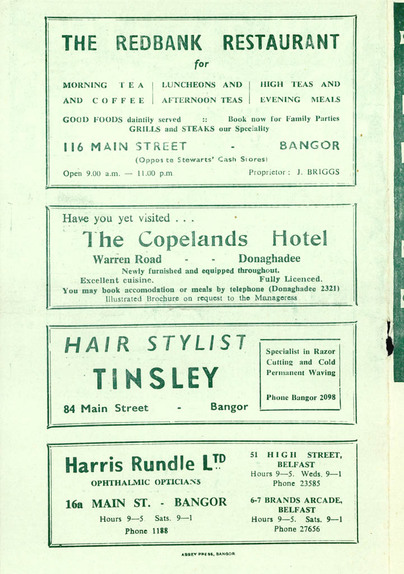 THE REDBANK RESTAURANT
for
MORNING TEA AND COFFEE | LUNCHEONS AND AFTERNOON TEAS | HIGH TEAS AND EVENING MEALS
GOOD FOODS daintily served :: Book now for Family Parties
GRILLS and STEAKS our Speciality
116 MAIN STREET - BANGOR
(Opposite Stewarts' Cash Stores)
Open 9.00 a.m. — 11.00 p.m Proprietor: J. BRIGGS
Have you yet visited . . .
The Copelands Hotel
Warren Road - - Donaghadee
Newly furnished and equipped throughout.
Excellent cuisine. Fully Licenced.
You may book accomodation or meals by telephone (Donaghadee 2321)
Illustrated Brochure on request to the Manageress
HAIR STYLIST
TINSLEY
84 Main Street - Bangor
Specialist in Razor
Cutting and Cold
Permanent Waving
Phone Bangor 2098
Harris Rundle LTD
OPHTHALMIC OPTICIANS
16a MAIN ST. - BANGOR
Hours 9—5 Sats. 9—1
Phone 1188
51 HIGH STREET,
BELFAST
Hours 9—5. Weds. 9—1
Phone 23585
6-7 BRANDS ARCADE,
BELFAST
Hours 9—5. Sats. 9—1
Phone 27656
ABBEY PRESS, BANGOR